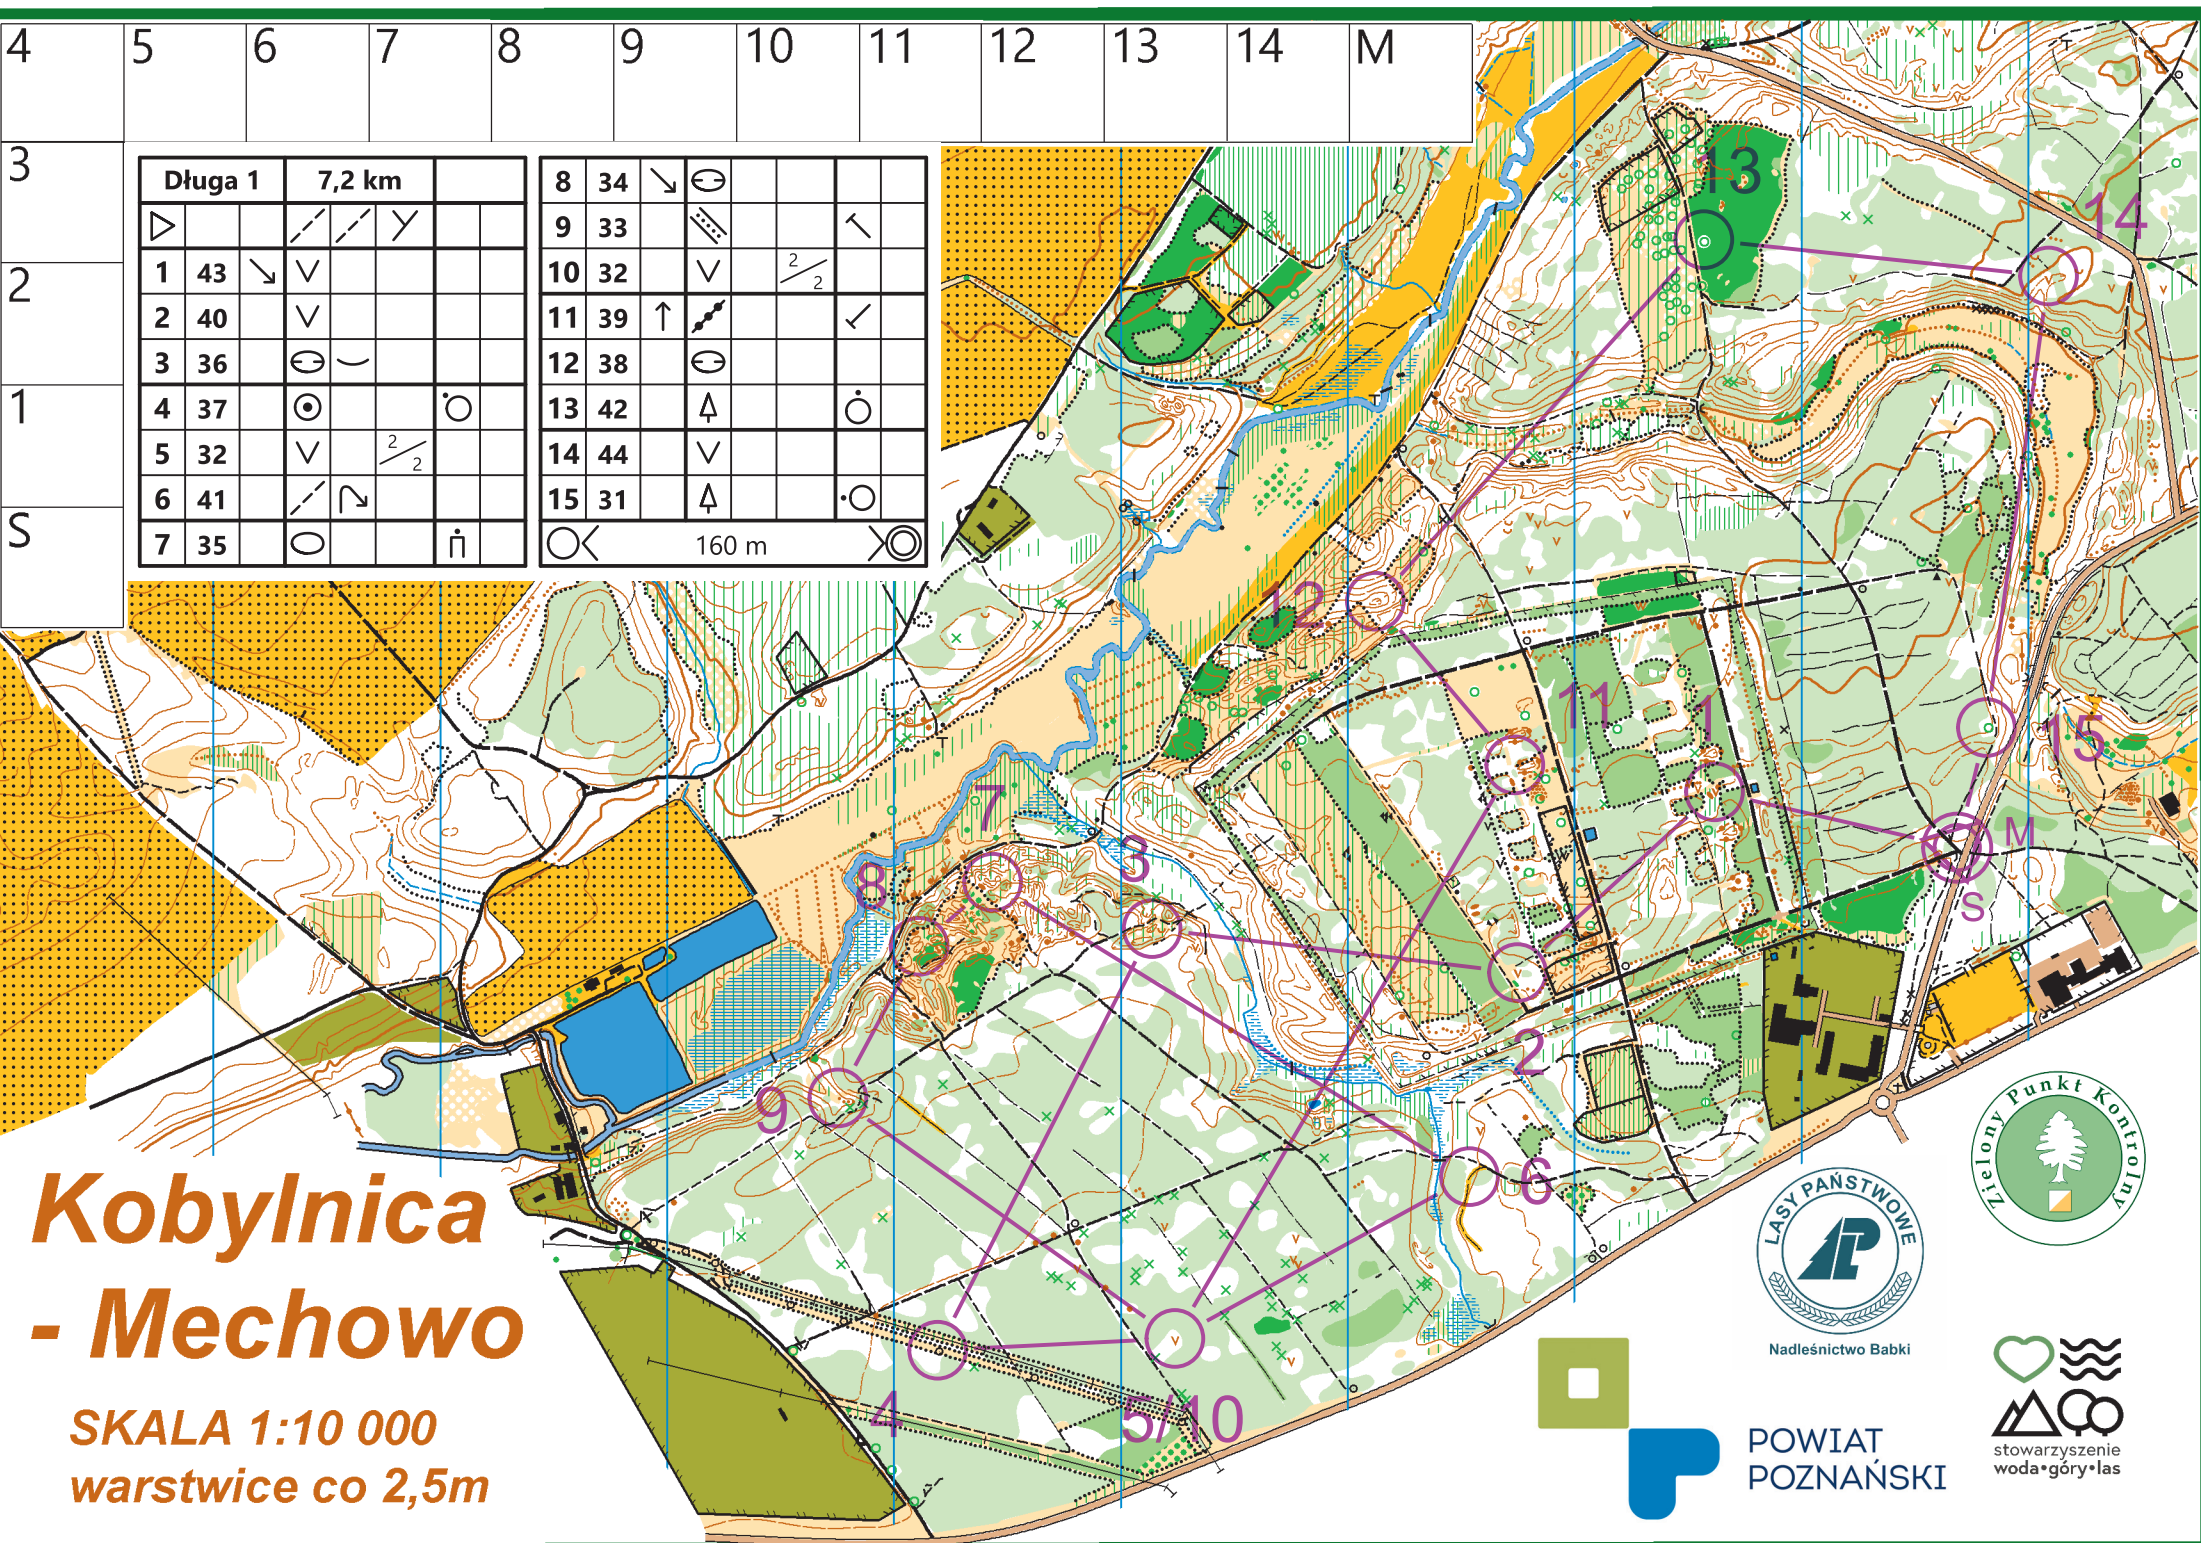 4 5 6 7 8 9 10 11 12 13 14 M
3
2
1
S
Długa 1 7,2 km
1 43
2 40
3 36
4 37
5 32 2/2
6 41
7 35
8 34
9 33
10 32 2/2
11 39
12 38
13 42
14 44
15 31
160 m
13
14
12
11
1
15
7
3
8
M
S
2
9
6
4
5/10
Kobylnica
- Mechowo
SKALA 1:10 000
warstwice co 2,5m
Zielony Punkt Kontrolny
LASY PAŃSTWOWE
Nadleśnictwo Babki
POWIAT
POZNAŃSKI
stowarzyszenie
woda•góry•las